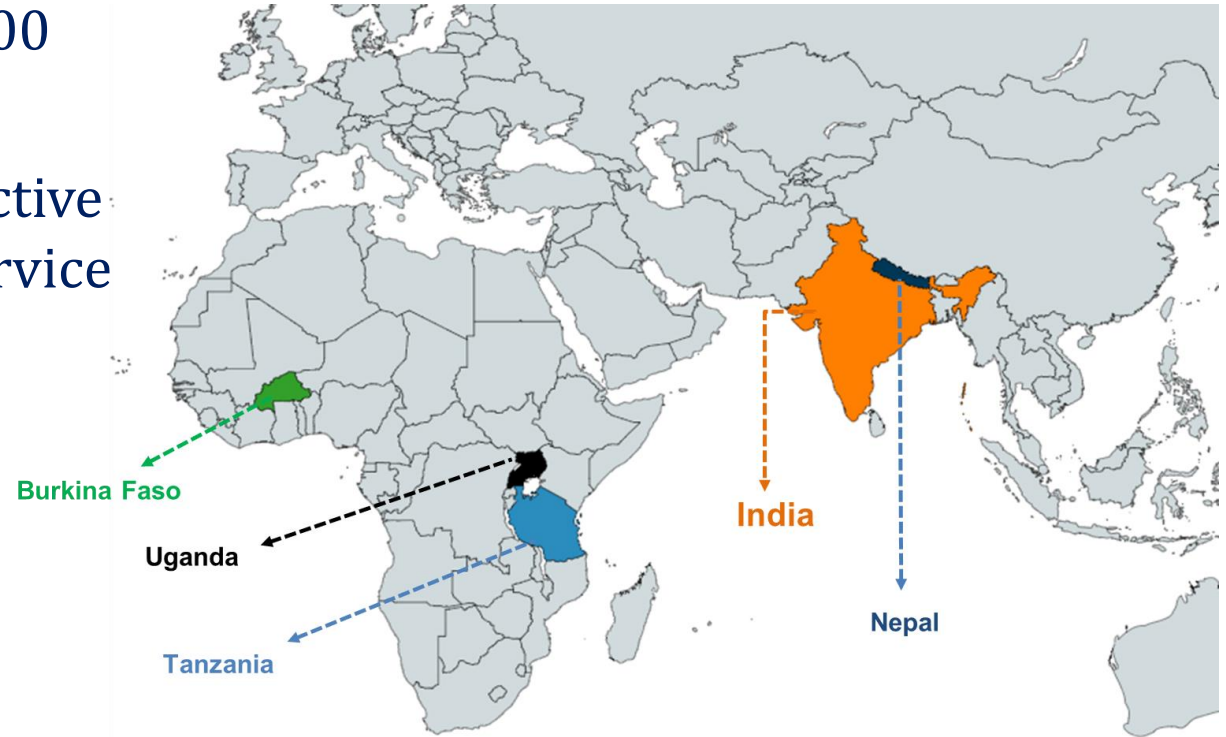 00
ctive
rvice
Burkina Faso
India
Uganda
Nepal
Tanzania